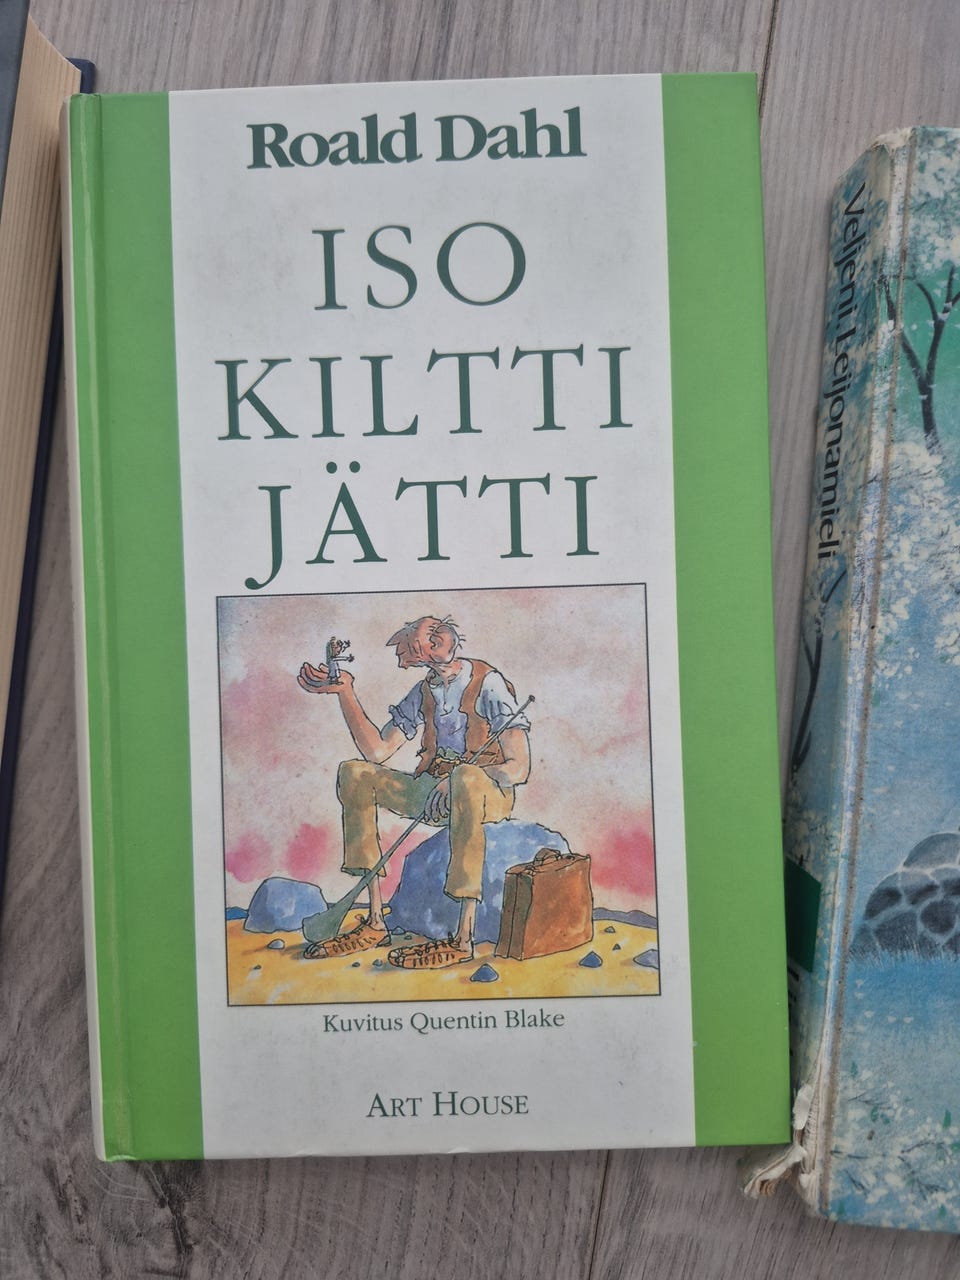 Roald Dahl
ISO
KILTTI
JÄTTI
Kuvitus Quentin Blake
ART HOUSE
Veljeni, Leijonamieli